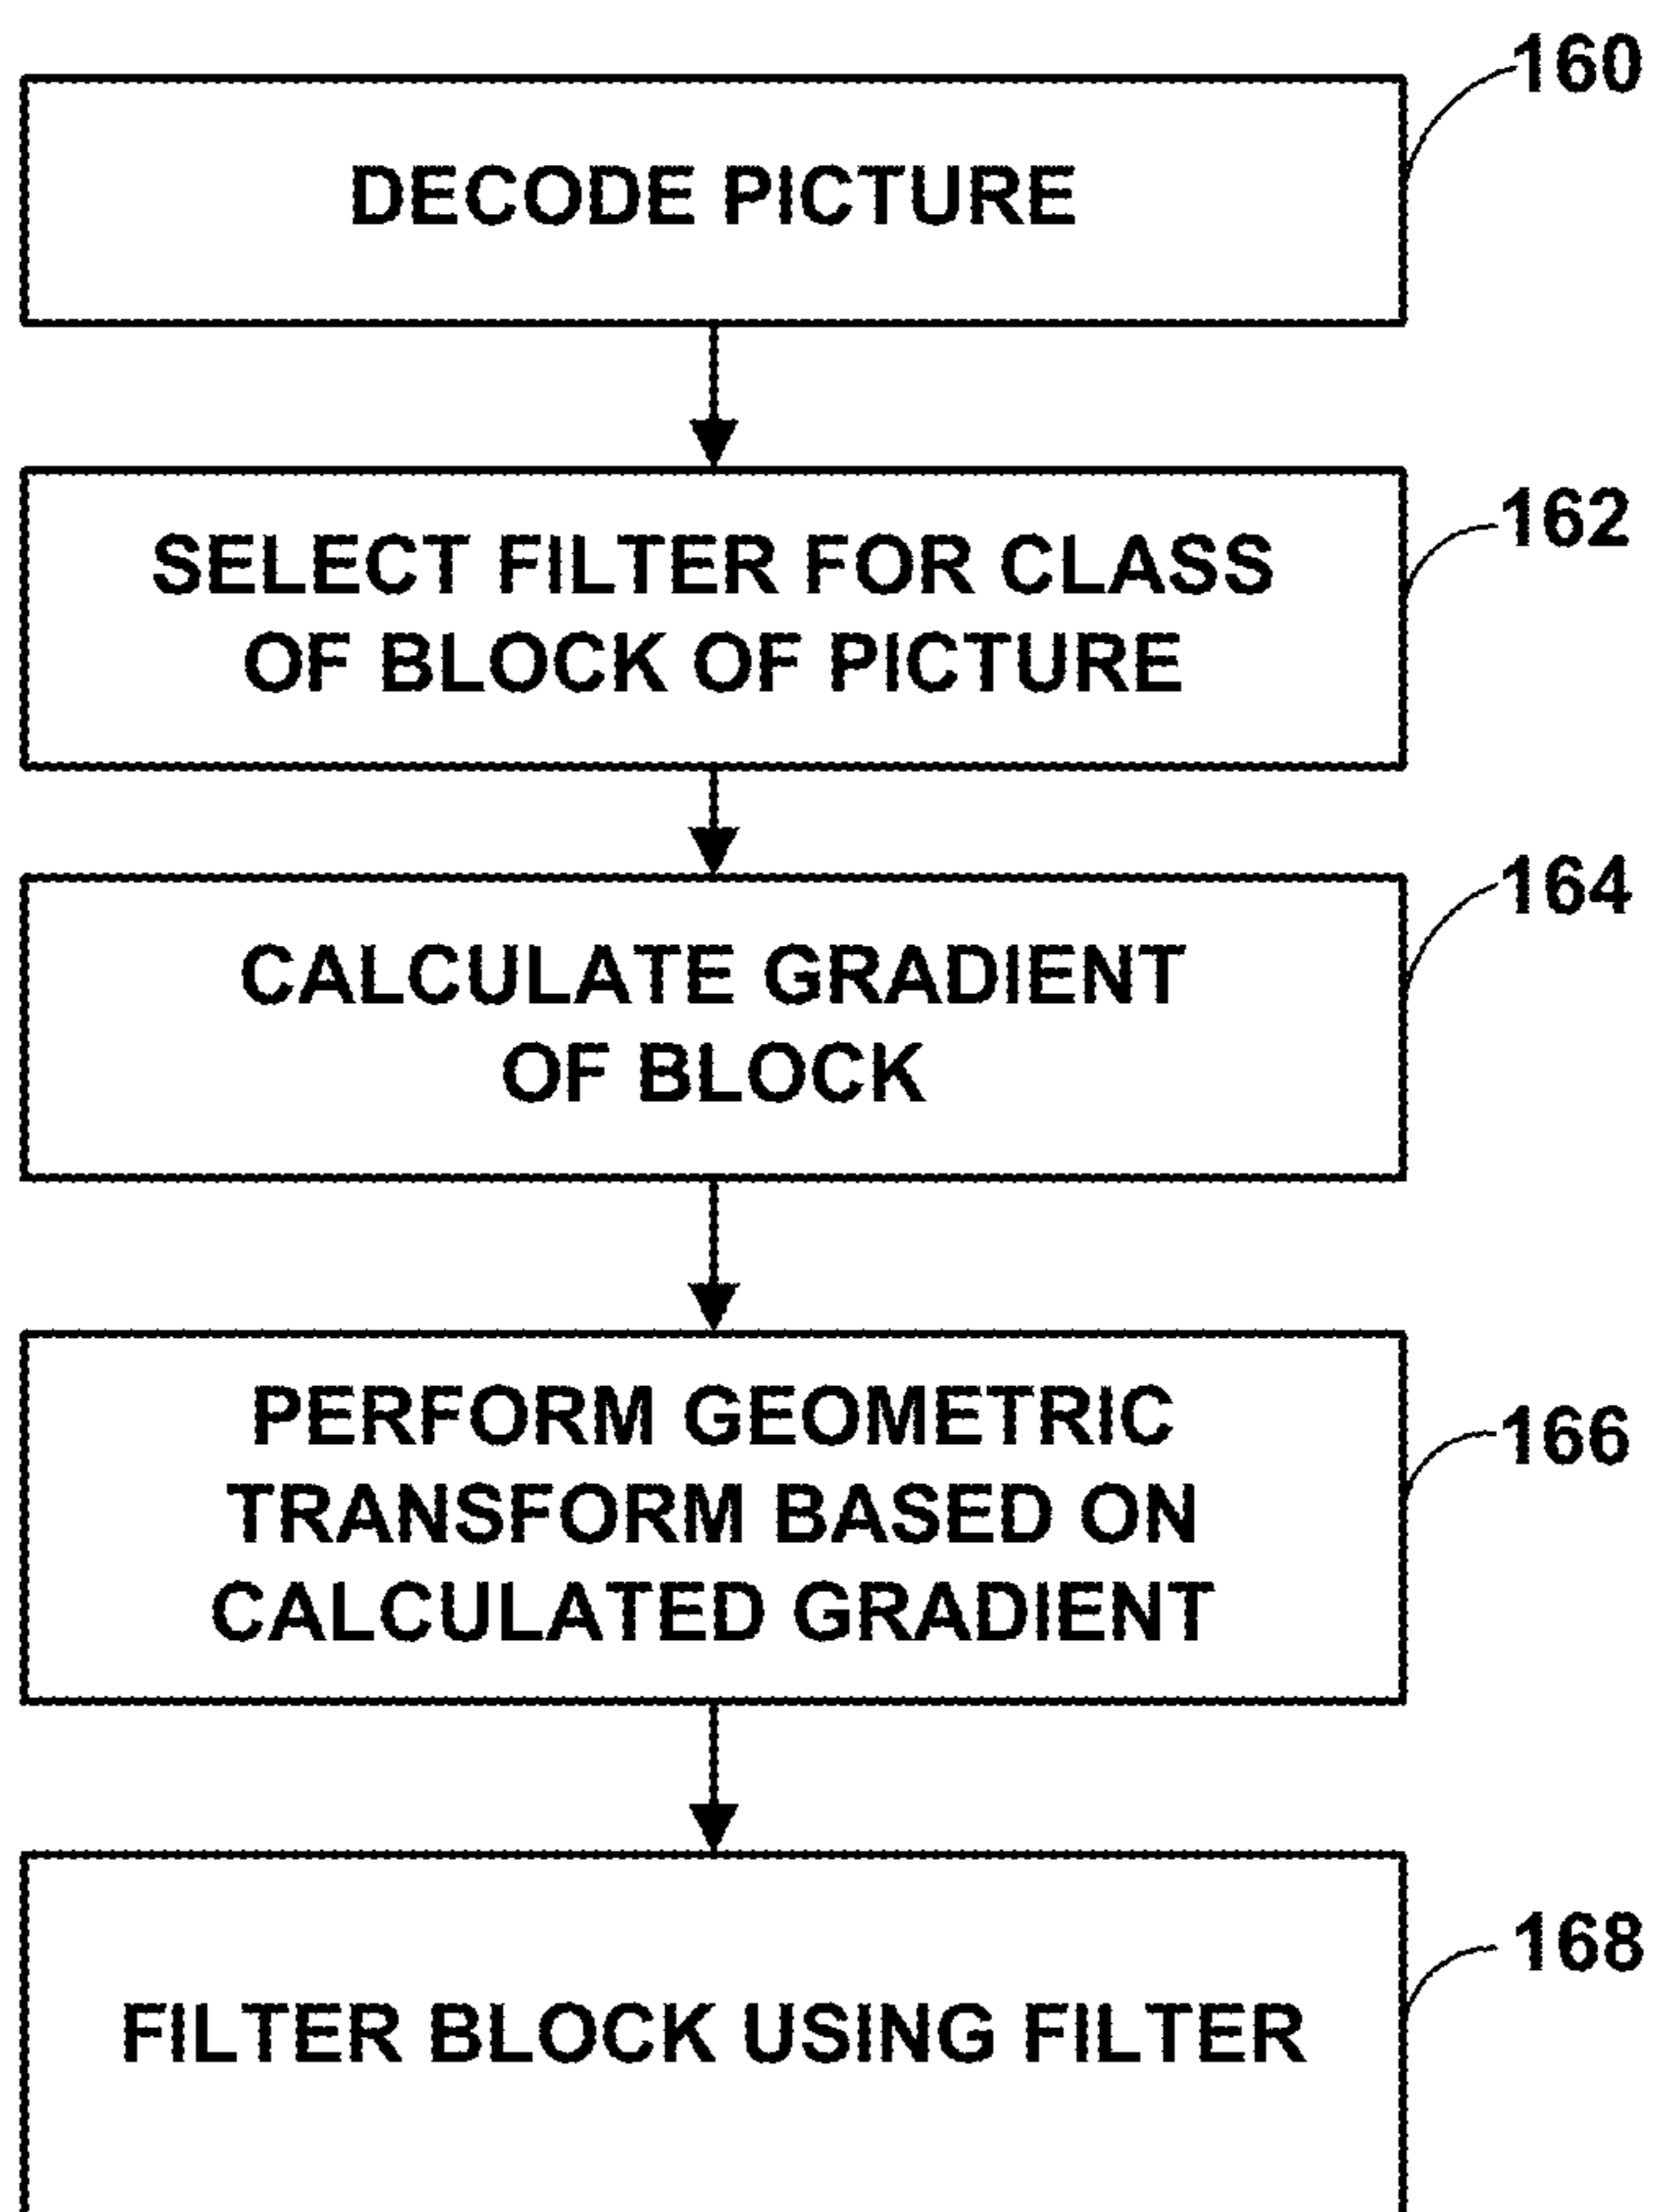 160
DECODE PICTURE
162
SELECT FILTER FOR CLASS
OF BLOCK OF PICTURE
164
CALCULATE GRADIENT
OF BLOCK
166
PERFORM GEOMETRIC
TRANSFORM BASED ON
CALCULATED GRADIENT
168
FILTER BLOCK USING FILTER